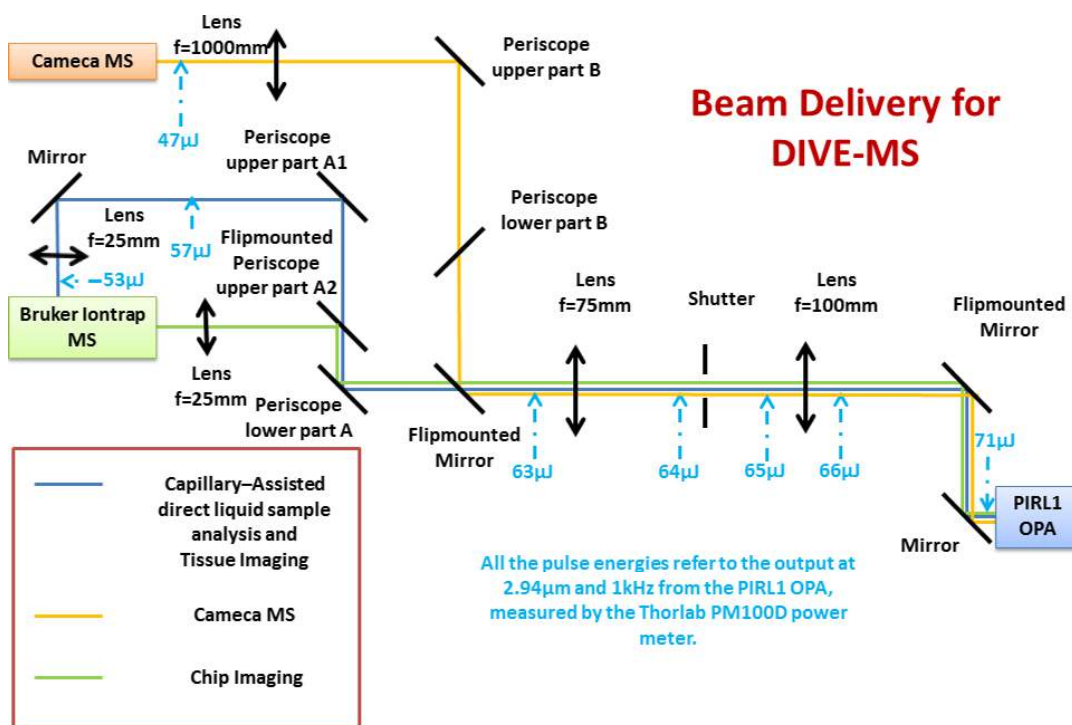 Beam Delivery for
DIVE-MS
Lens
f=1000mm
Cameca MS
Periscope
upper part B
47µJ
Periscope
upper part A1
Mirror
Lens
f=25mm
57µJ
Flipmounted
Periscope
upper part A2
Periscope
lower part B
53µJ
Bruker Iontrap
MS
Lens
f=25mm
Periscope
lower part A
Lens
f=75mm
Shutter
Lens
f=100mm
Flipmounted
Mirror
Flipmounted
Mirror
63µJ
64µJ
65µJ
66µJ
71µJ
PIRL1
OPA
Mirror
Capillary–Assisted
direct liquid sample
analysis and
Tissue Imaging
Cameca MS
Chip Imaging
All the pulse energies refer to the output at
2.94µm and 1kHz from the PIRL1 OPA,
measured by the Thorlab PM100D power
meter.